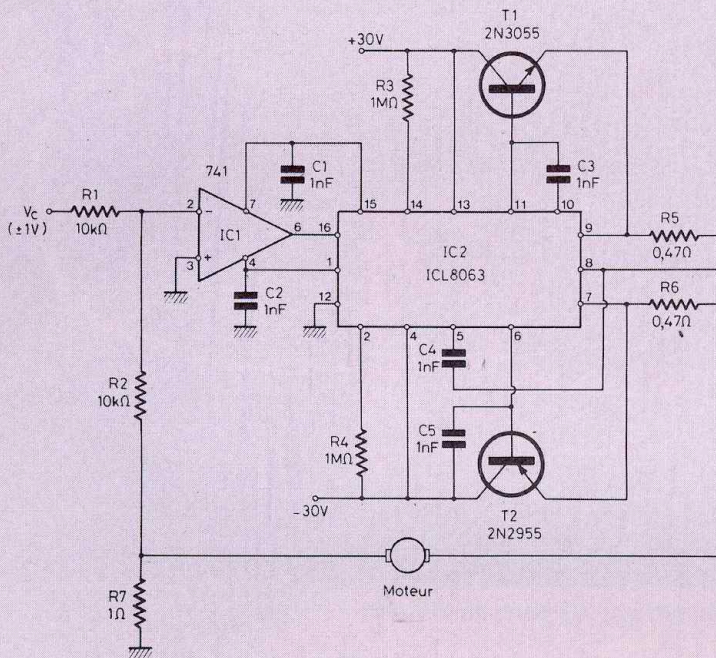 T1
2N3055
+30V
R3
1MΩ
741
C1
1nF
C3
1nF
R1
10kΩ
Vc
(±1V)
2
−
7
15
14
13
11
10
IC1
6
16
3
+
4
1
12
IC2
ICL8063
9
8
7
R5
0,47Ω
R6
0,47Ω
C2
1nF
2
4
5
6
C4
1nF
R2
10kΩ
C5
1nF
R4
1MΩ
-30V
T2
2N2955
Moteur
R7
1Ω